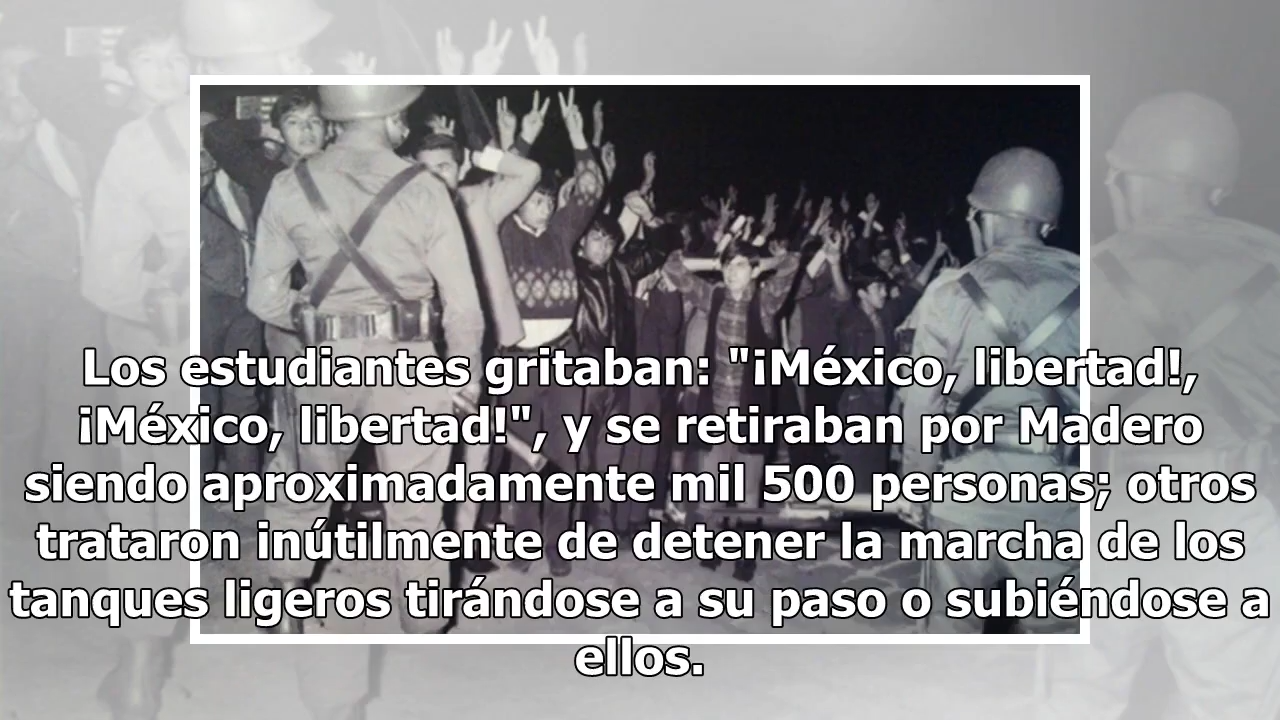 Los estudiantes gritaban: "¡México, libertad!,
¡México, libertad!", y se retiraban por Madero
siendo aproximadamente mil 500 personas; otros
trataron inútilmente de detener la marcha de los
tanques ligeros tirándose a su paso o subiéndose a
ellos.